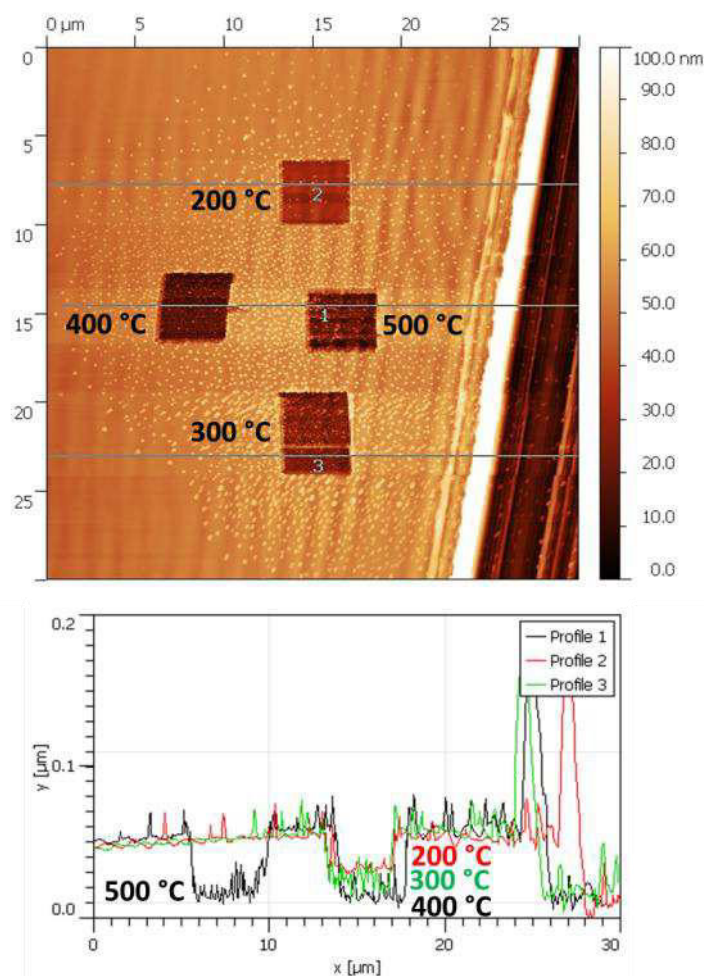 0 µm 5 10 15 20 25
0
5
10
15
20
25
100.0 nm
90.0
80.0
70.0
60.0
50.0
40.0
30.0
20.0
10.0
0.0
200 °C
2
400 °C
1
500 °C
300 °C
3
0.2
0.1
0.0
y [µm]
Profile 1
Profile 2
Profile 3
500 °C
200 °C
300 °C
400 °C
0 10 20 30
x [µm]